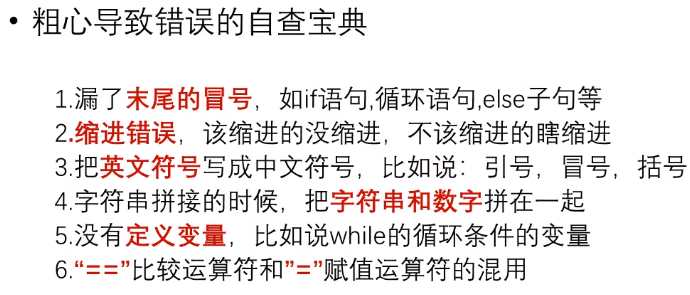 • 粗心导致错误的自查宝典
1.漏了末尾的冒号，如if语句,循环语句,else子句等
2.缩进错误，该缩进的没缩进，不该缩进的瞎缩进
3.把英文符号写成中文符号，比如说：引号，冒号，括号
4.字符串拼接的时候，把字符串和数字拼在一起
5.没有定义变量，比如说while的循环条件的变量
6.“==”比较运算符和”=”赋值运算符的混用